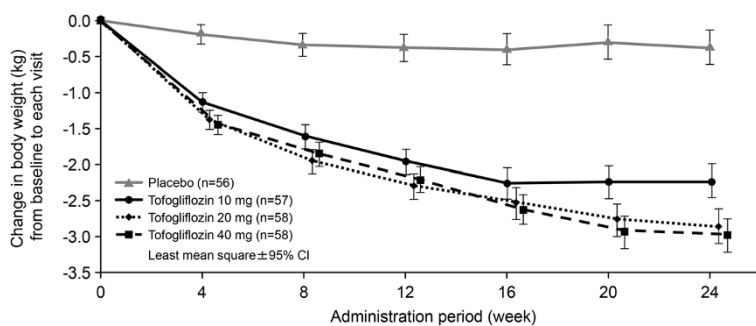 Change in body weight (kg)
from baseline to each visit
0.0
-0.5
-1.0
-1.5
-2.0
-2.5
-3.0
-3.5
Placebo (n=56)
Tofogliflozin 10 mg (n=57)
Tofogliflozin 20 mg (n=58)
Tofogliflozin 40 mg (n=58)
Least mean square±95% CI
0 4 8 12 16 20 24
Administration period (week)